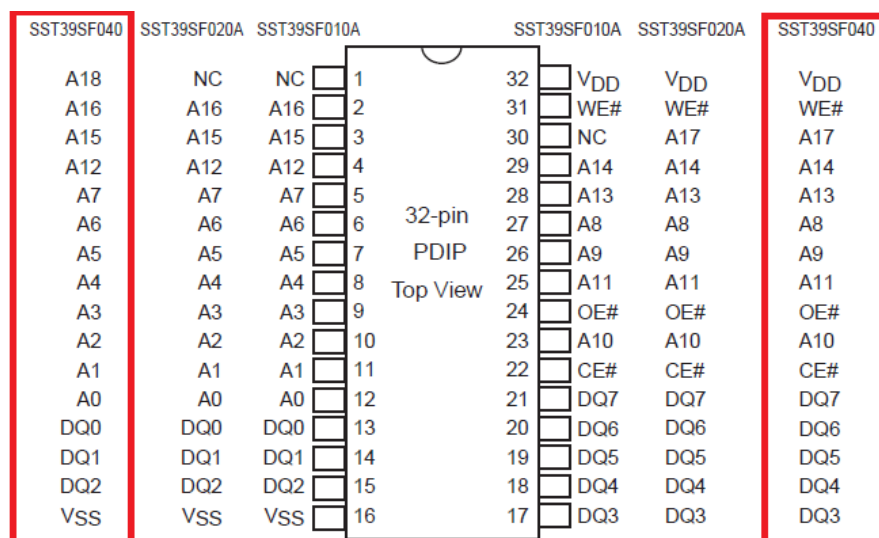 SST39SF040 SST39SF020A SST39SF010A SST39SF010A SST39SF020A SST39SF040
A18 NC NC 1 32 VDD VDD VDD
A16 A16 A16 2 31 WE# WE# WE#
A15 A15 A15 3 30 NC A17 A17
A12 A12 A12 4 29 A14 A14 A14
A7 A7 A7 5 28 A13 A13 A13
A6 A6 A6 6 32-pin 27 A8 A8 A8
A5 A5 A5 7 PDIP 26 A9 A9 A9
A4 A4 A4 8 Top View 25 A11 A11 A11
A3 A3 A3 9 24 OE# OE# OE#
A2 A2 A2 10 23 A10 A10 A10
A1 A1 A1 11 22 CE# CE# CE#
A0 A0 A0 12 21 DQ7 DQ7 DQ7
DQ0 DQ0 DQ0 13 20 DQ6 DQ6 DQ6
DQ1 DQ1 DQ1 14 19 DQ5 DQ5 DQ5
DQ2 DQ2 DQ2 15 18 DQ4 DQ4 DQ4
VSS VSS VSS 16 17 DQ3 DQ3 DQ3